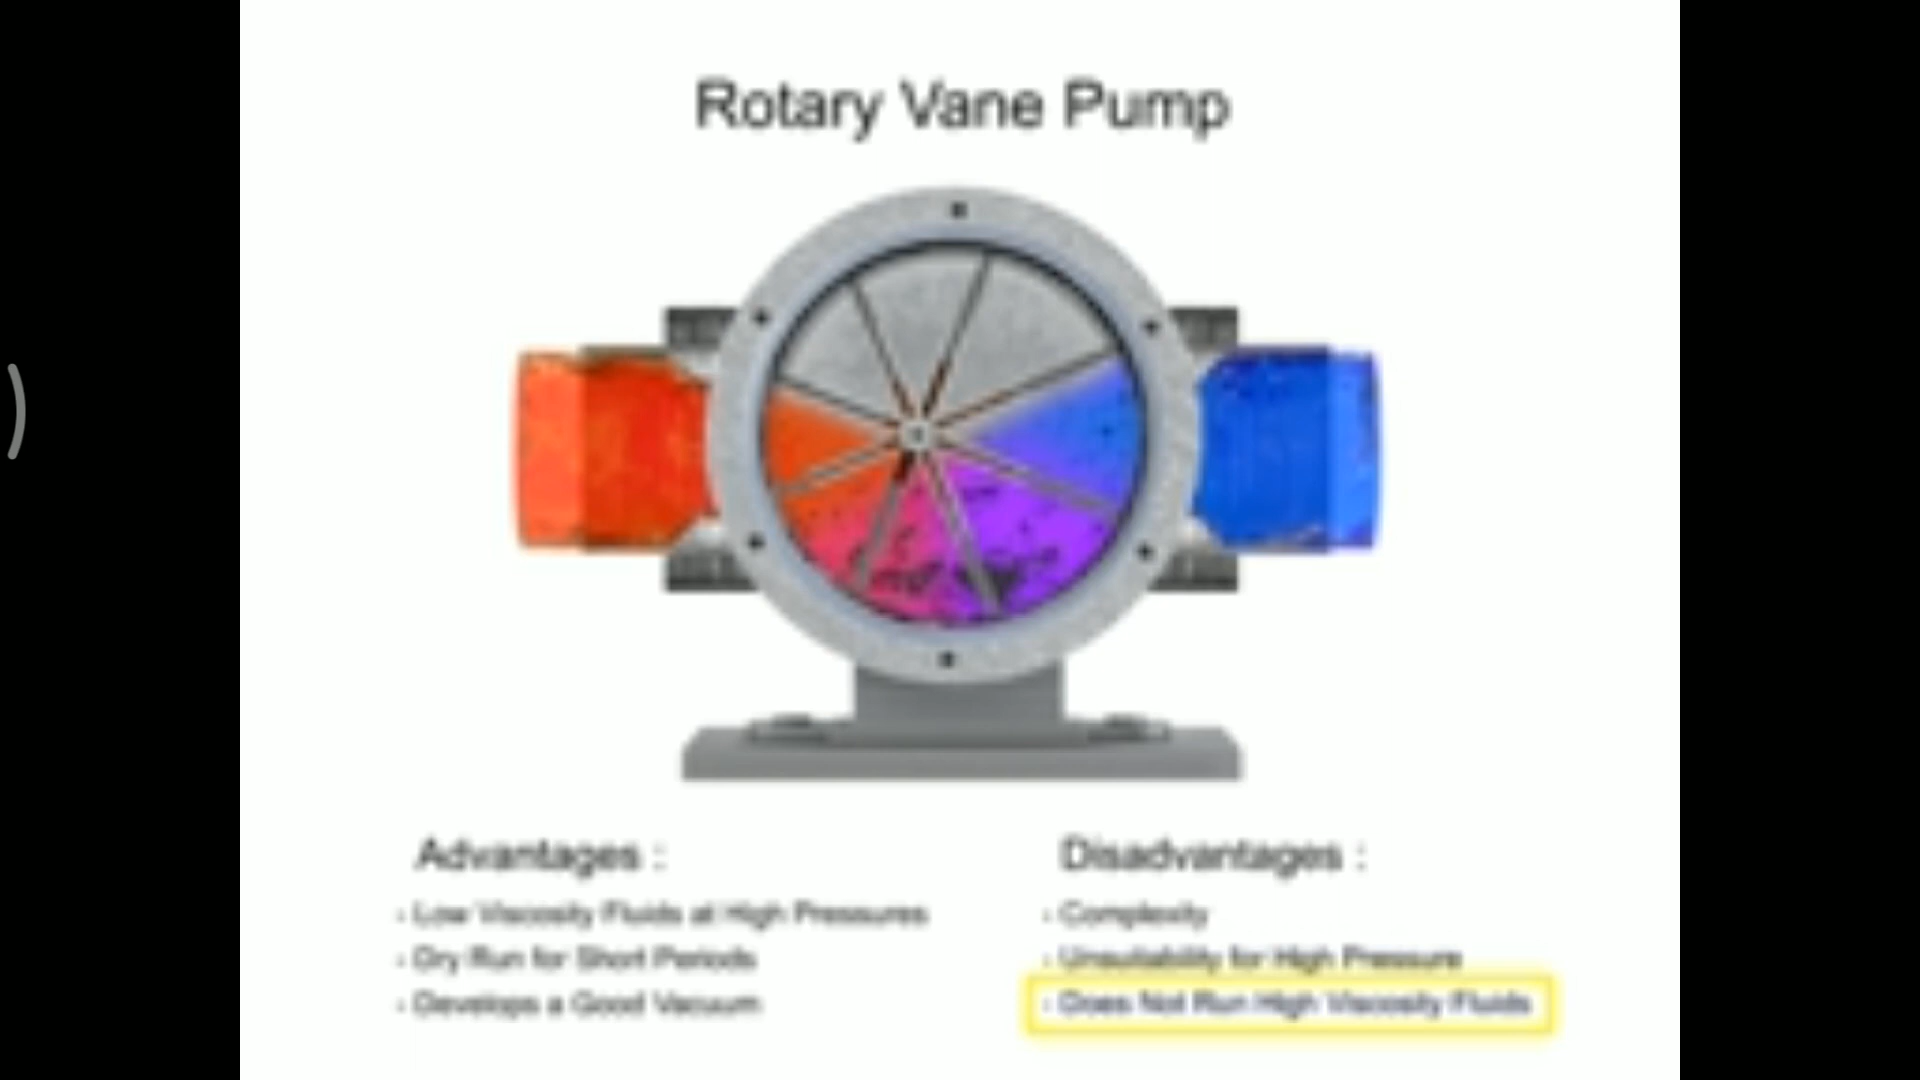 Rotary Vane Pump
Advantages :
- Low Viscosity Fluids at High Pressures
- Dry Run for Short Periods
- Develops a Good Vacuum
Disadvantages :
- Complexity
- Unsuitability for High Pressure
- Does Not Run High Viscosity Fluids